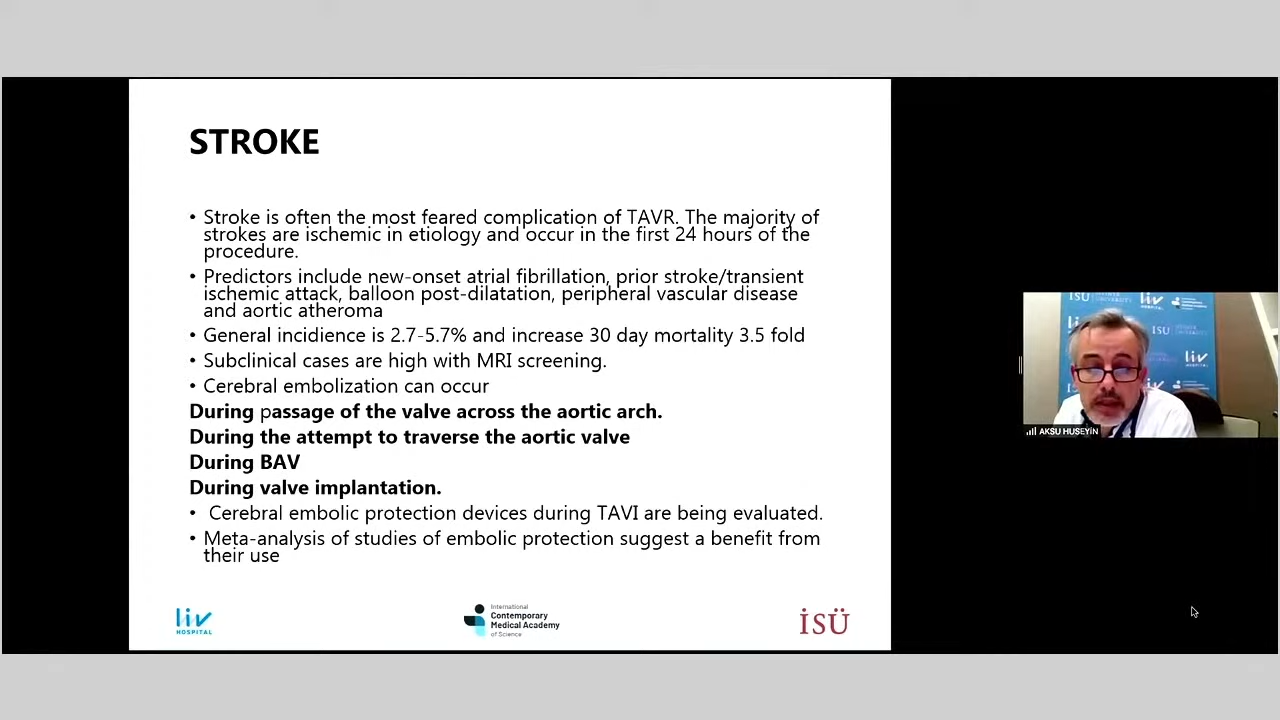 STROKE
• Stroke is often the most feared complication of TAVR. The majority of
strokes are ischemic in etiology and occur in the first 24 hours of the
procedure.
• Predictors include new-onset atrial fibrillation, prior stroke/transient
ischemic attack, balloon post-dilatation, peripheral vascular disease
and aortic atheroma
• General incidience is 2.7-5.7% and increase 30 day mortality 3.5 fold
• Subclinical cases are high with MRI screening.
• Cerebral embolization can occur
During passage of the valve across the aortic arch.
During the attempt to traverse the aortic valve
During BAV
During valve implantation.
• Cerebral embolic protection devices during TAVI are being evaluated.
• Meta-analysis of studies of embolic protection suggest a benefit from
their use
liv
HOSPITAL
International
Contemporary
Medical Academy
of Science
İSÜ
İSÜ
liv
HOSPITAL
İSÜ
liv
AKSU HUSEYİN